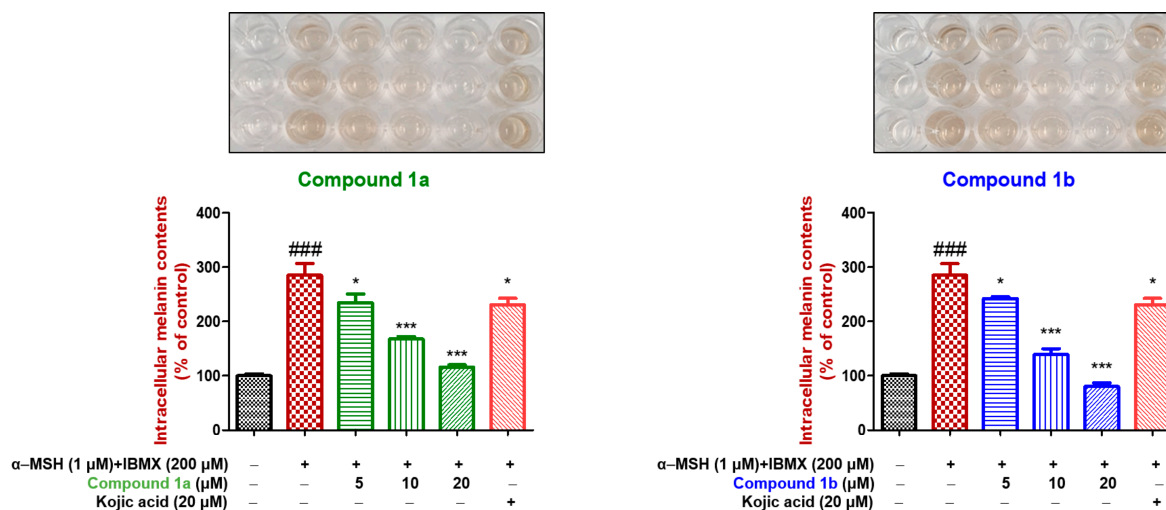 Compound 1a
Intracellular melanin contents
(% of control)
400
300
200
100
0
###
*
***
***
*
α–MSH (1 µM)+IBMX (200 µM) – + + + + +
Compound 1a (µM) – – 5 10 20 –
Kojic acid (20 µM) – – – – – +
Compound 1b
Intracellular melanin contents
(% of control)
400
300
200
100
0
###
*
***
***
*
α–MSH (1 µM)+IBMX (200 µM) – + + + + +
Compound 1b (µM) – – 5 10 20 –
Kojic acid (20 µM) – – – – – +